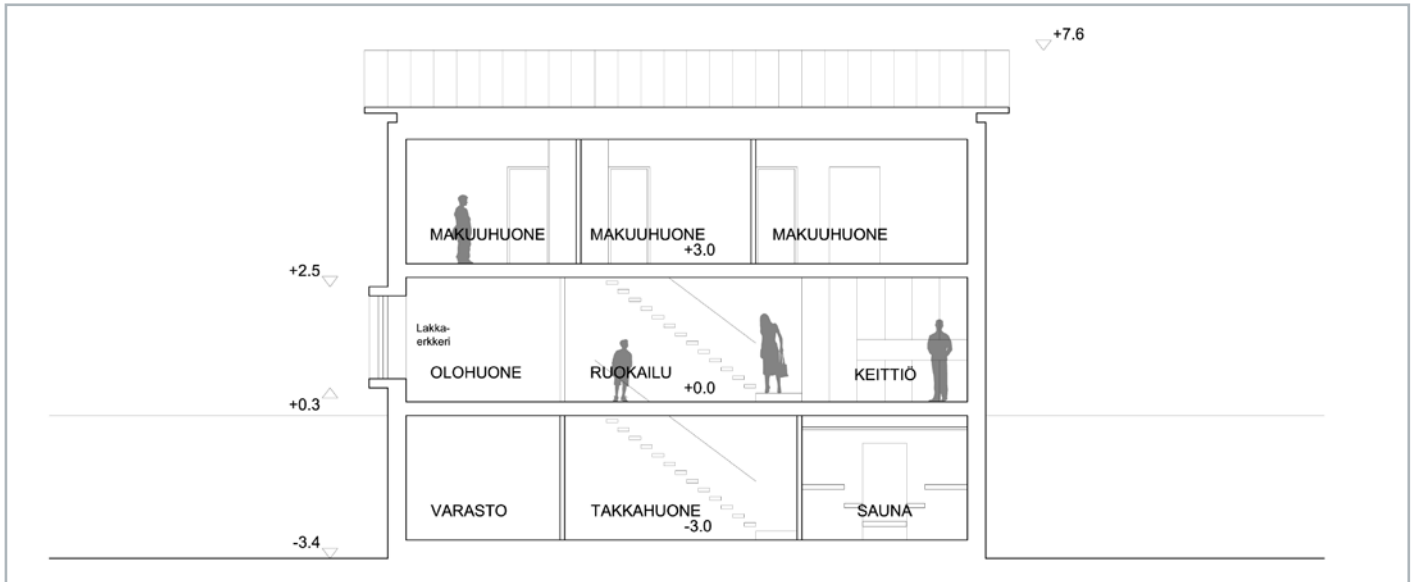 +7.6
MAKUUHUONE
MAKUUHUONE
MAKUUHUONE
+3.0
+2.5
Lakka-
erkkeri
OLOHUONE
RUOKAILU
KEITTIÖ
+0.0
+0.3
VARASTO
TAKKAHUONE
SAUNA
-3.0
-3.4